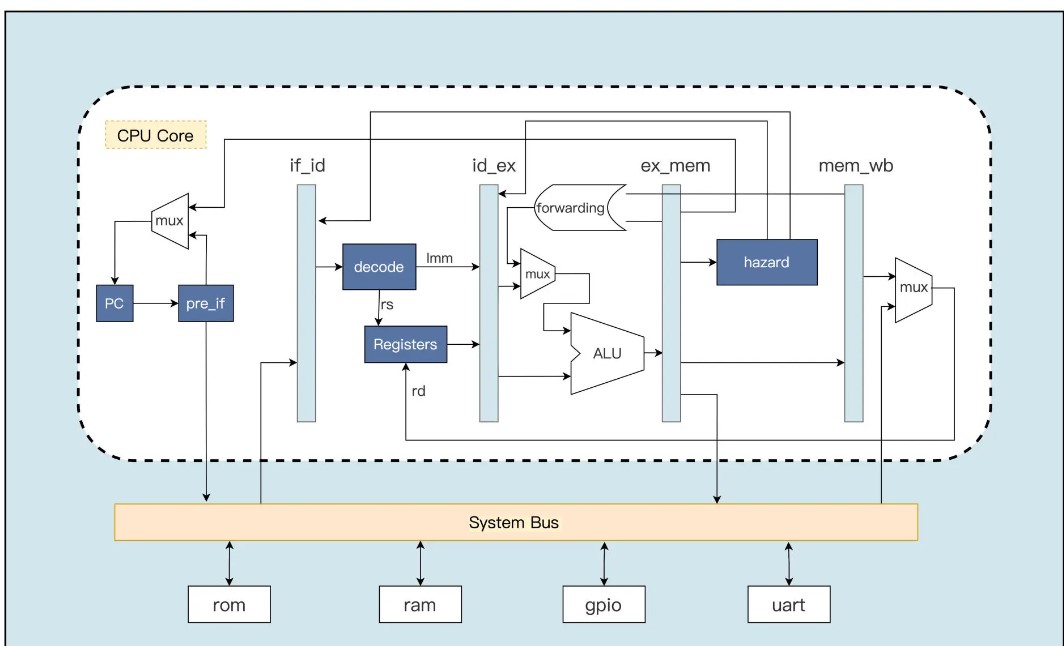 CPU Core
if_id
id_ex
ex_mem
mem_wb
mux
forwarding
decode
Imm
mux
hazard
mux
PC
pre_if
rs
Registers
ALU
rd
System Bus
rom
ram
gpio
uart